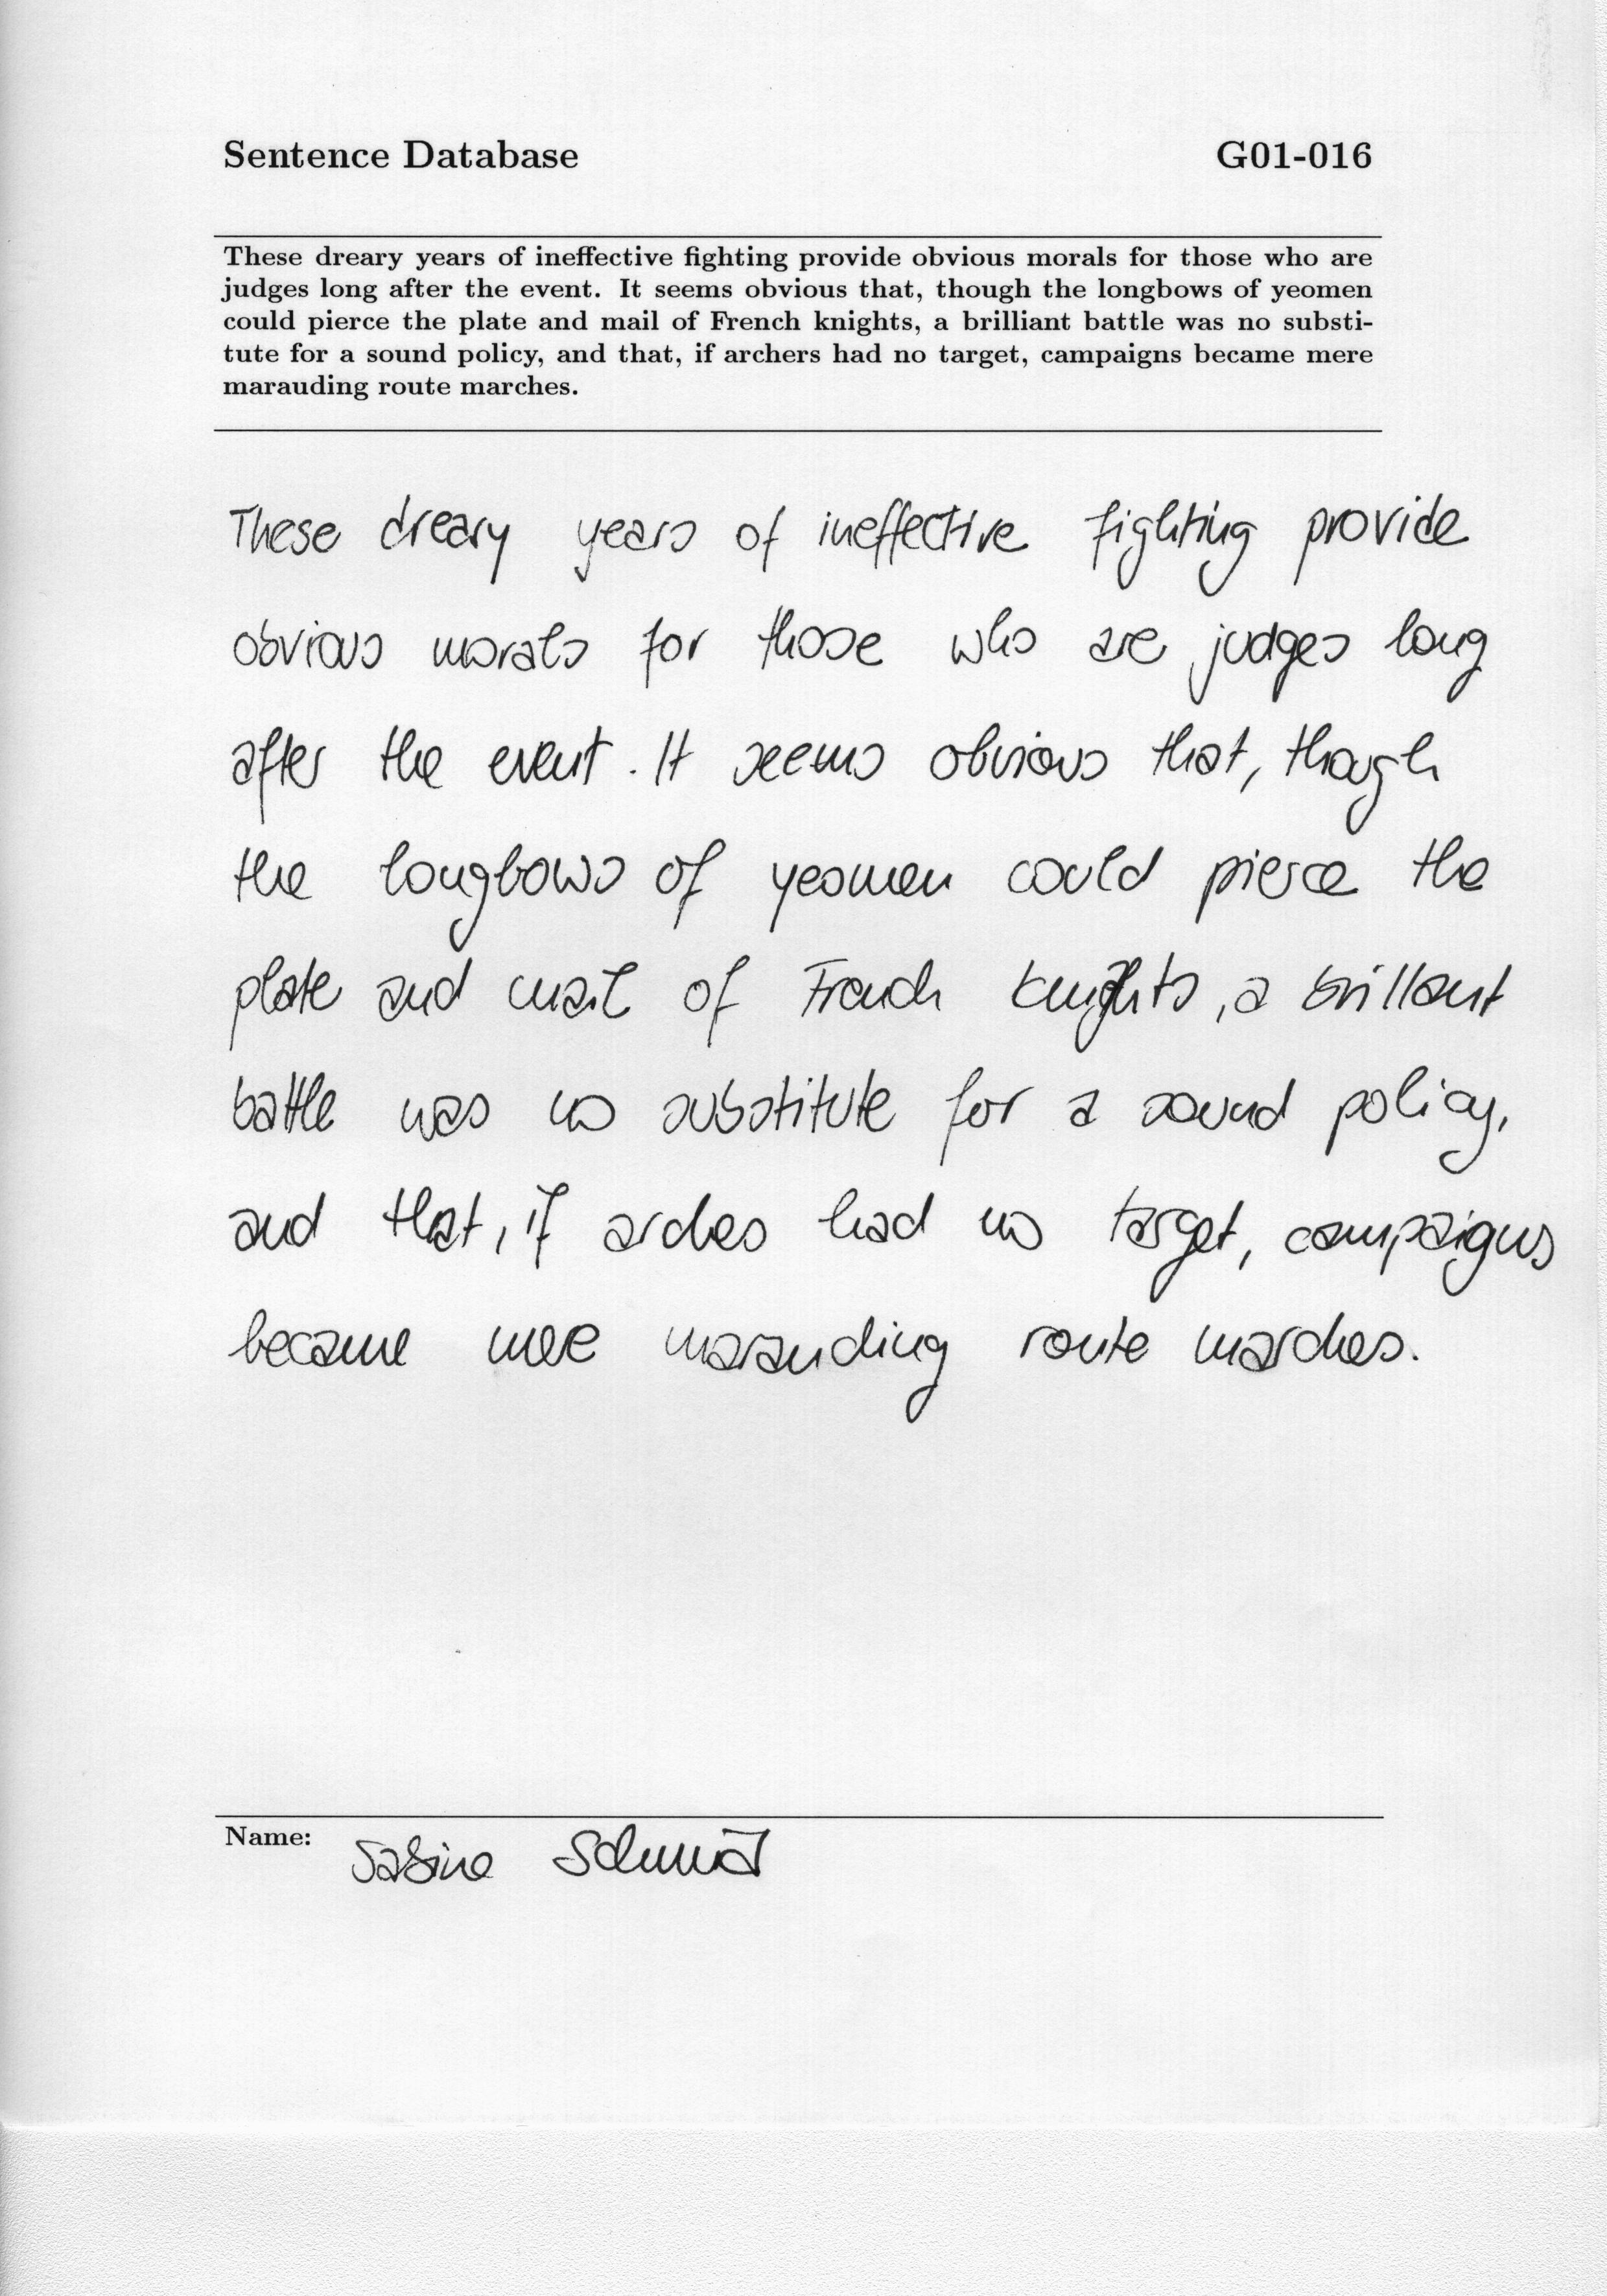 Sentence Database G01-016
These dreary years of ineffective fighting provide obvious morals for those who are
judges long after the event. It seems obvious that, though the longbows of yeomen
could pierce the plate and mail of French knights, a brilliant battle was no substi-
tute for a sound policy, and that, if archers had no target, campaigns became mere
marauding route marches.
These dreary years of ineffective fighting provide
obvious morals for those who are judges long
after the event. It seems obvious that, though
the longbows of yeomen could pierce the
plate and mail of French knights, a brillant
battle was no substitute for a sound policy,
and that, if arches had no target, campaigns
became mere marauding route marches.
Name: Sabine Schmid